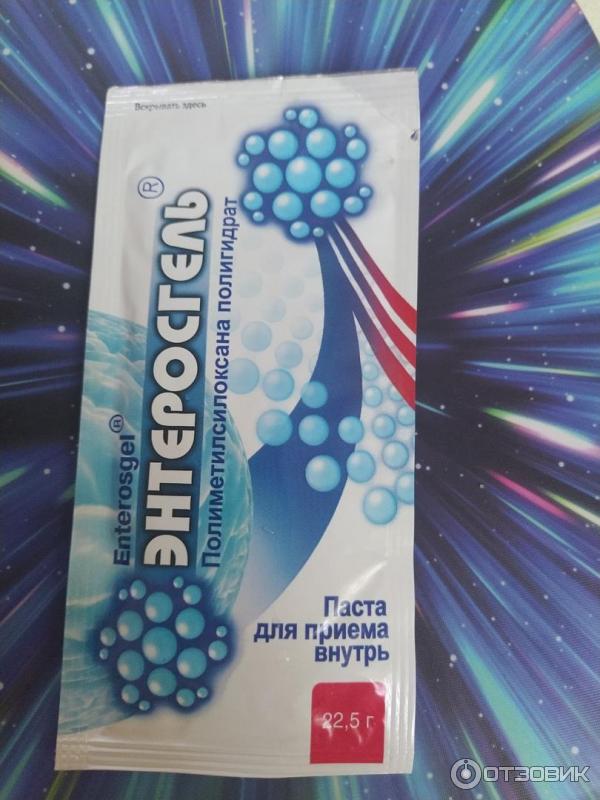 Вскрывать здесь
Enterosgel®
ЭНТЕРОСГЕЛЬ®
Полиметилсилоксана полигидрат
Паста
для приема
внутрь
22,5 г
ОТЗОВИК